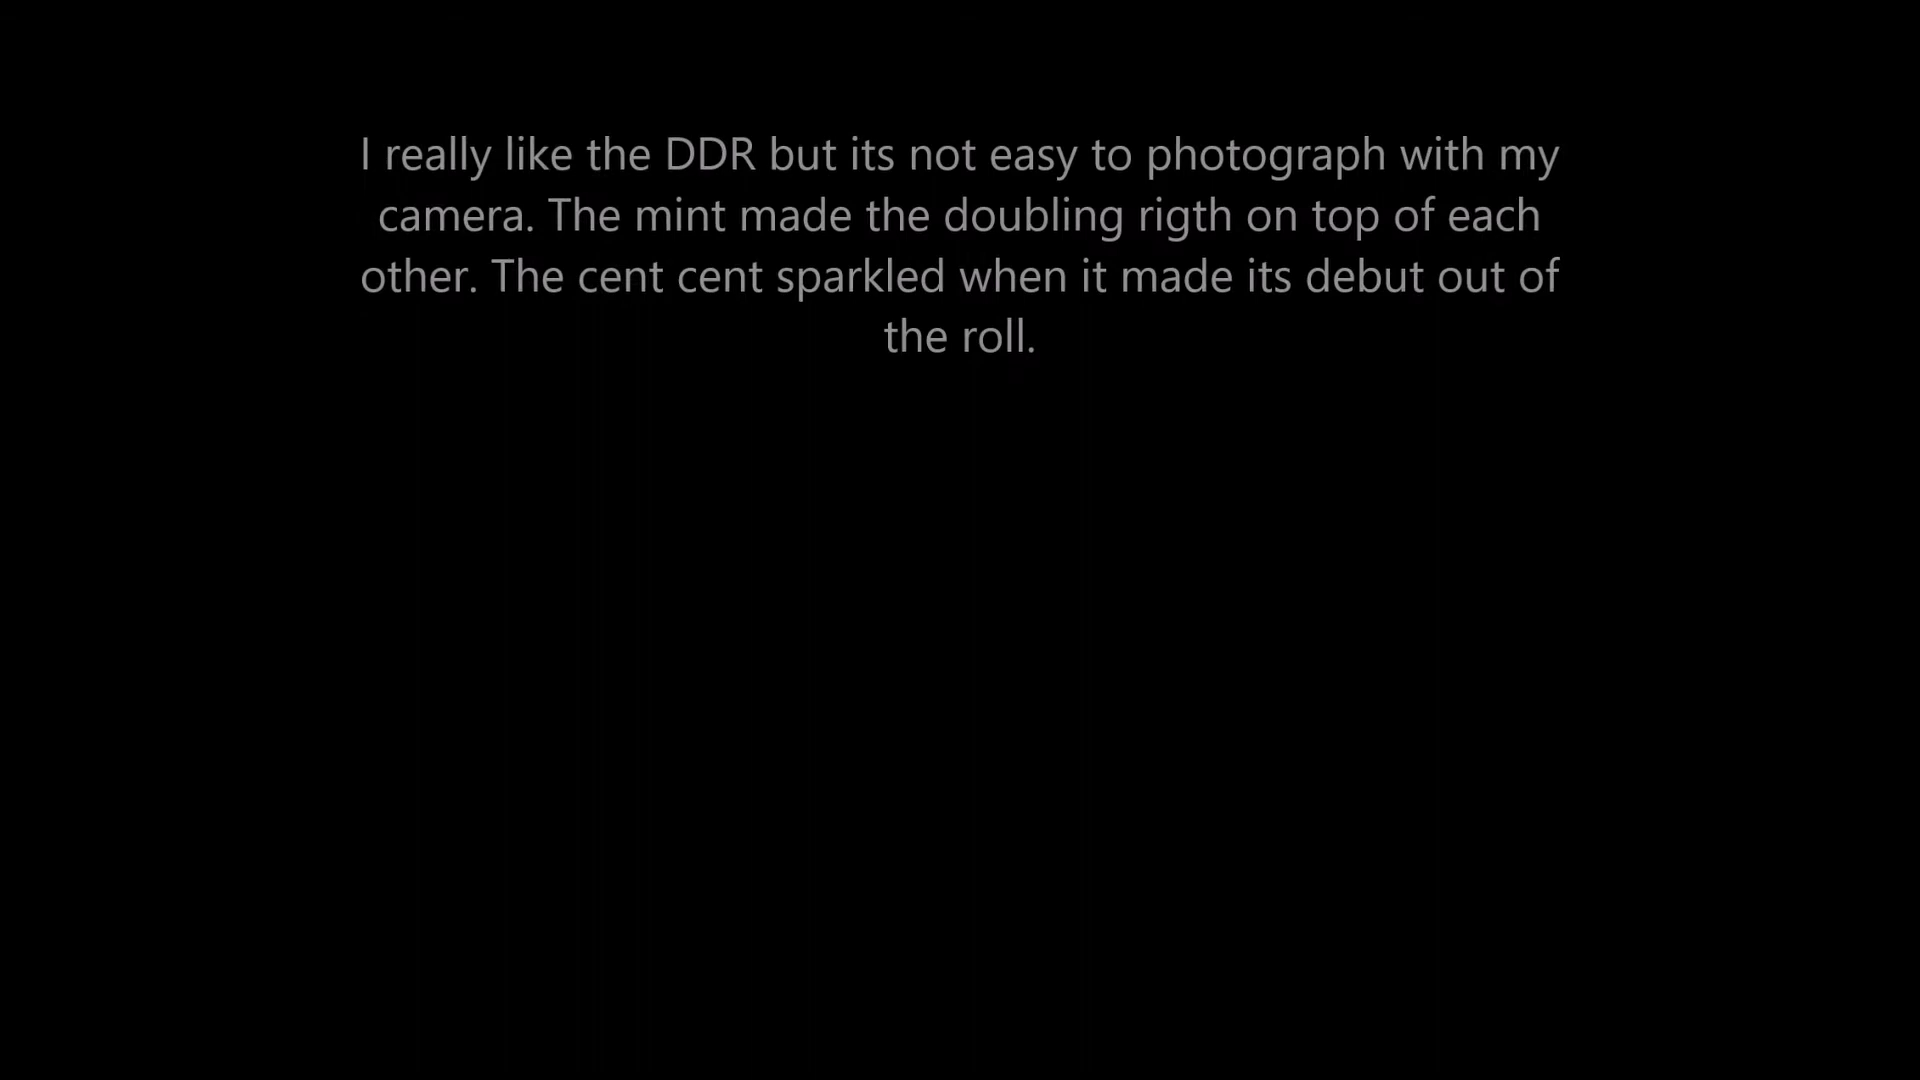 I really like the DDR but its not easy to photograph with my
camera. The mint made the doubling rigth on top of each
other. The cent cent sparkled when it made its debut out of
the roll.